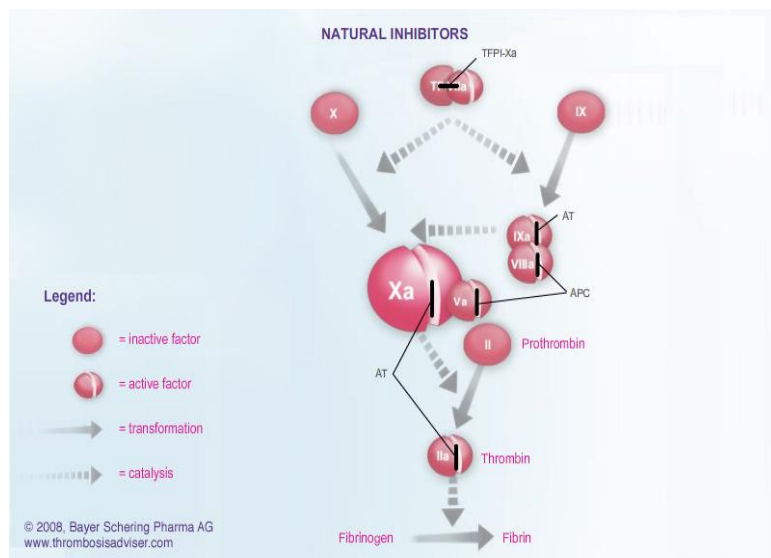 NATURAL INHIBITORS
TFPI-Xa
X
IX
AT
IXa
VIIIa
APC
Xa
Va
Legend:
= inactive factor
II
Prothrombin
= active factor
AT
= transformation
IIa
Thrombin
= catalysis
© 2008, Bayer Schering Pharma AG
www.thrombosisadviser.com
Fibrinogen
Fibrin